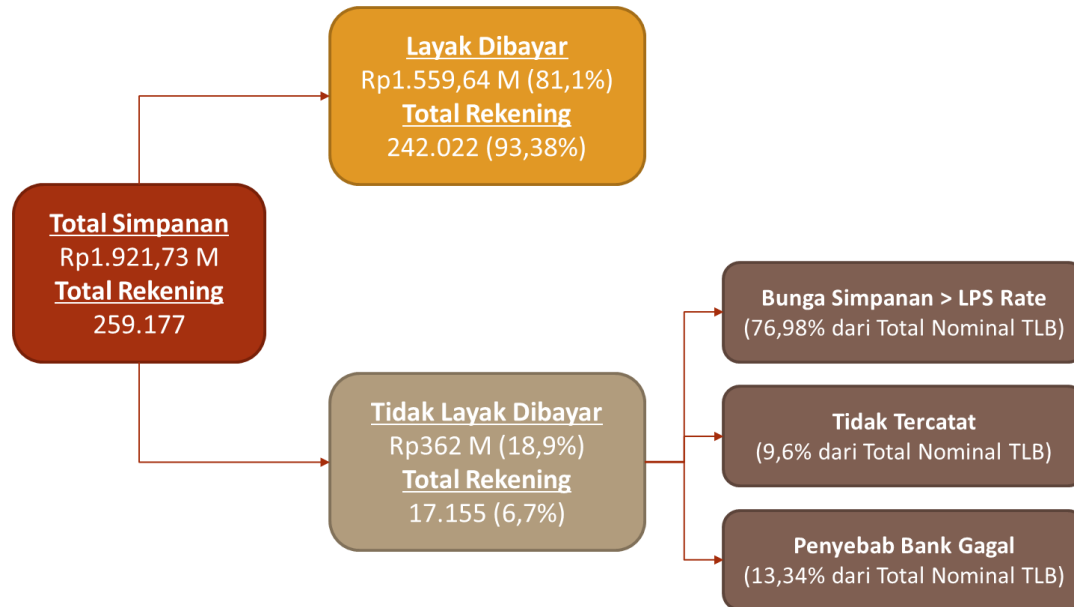 Layak Dibayar
Rp1.559,64 M (81,1%)
Total Rekening
242.022 (93,38%)
Total Simpanan
Rp1.921,73 M
Total Rekening
259.177
Tidak Layak Dibayar
Rp362 M (18,9%)
Total Rekening
17.155 (6,7%)
Bunga Simpanan > LPS Rate
(76,98% dari Total Nominal TLB)
Tidak Tercatat
(9,6% dari Total Nominal TLB)
Penyebab Bank Gagal
(13,34% dari Total Nominal TLB)